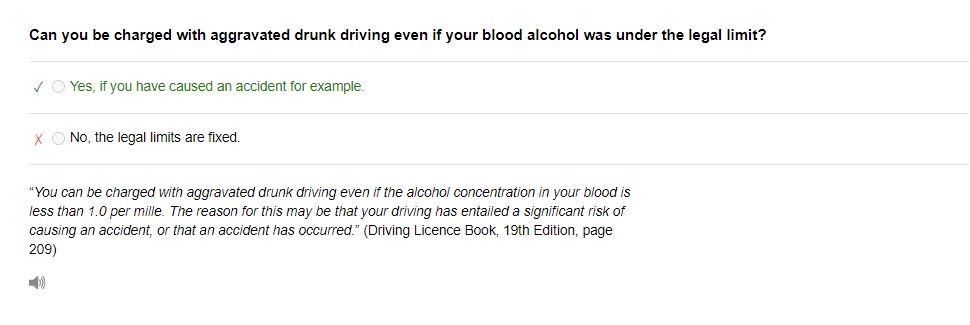 Can you be charged with aggravated drunk driving even if your blood alcohol was under the legal limit?
✓ Yes, if you have caused an accident for example.
X No, the legal limits are fixed.
“You can be charged with aggravated drunk driving even if the alcohol concentration in your blood is
less than 1.0 per mille. The reason for this may be that your driving has entailed a significant risk of
causing an accident, or that an accident has occurred.” (Driving Licence Book, 19th Edition, page
209)